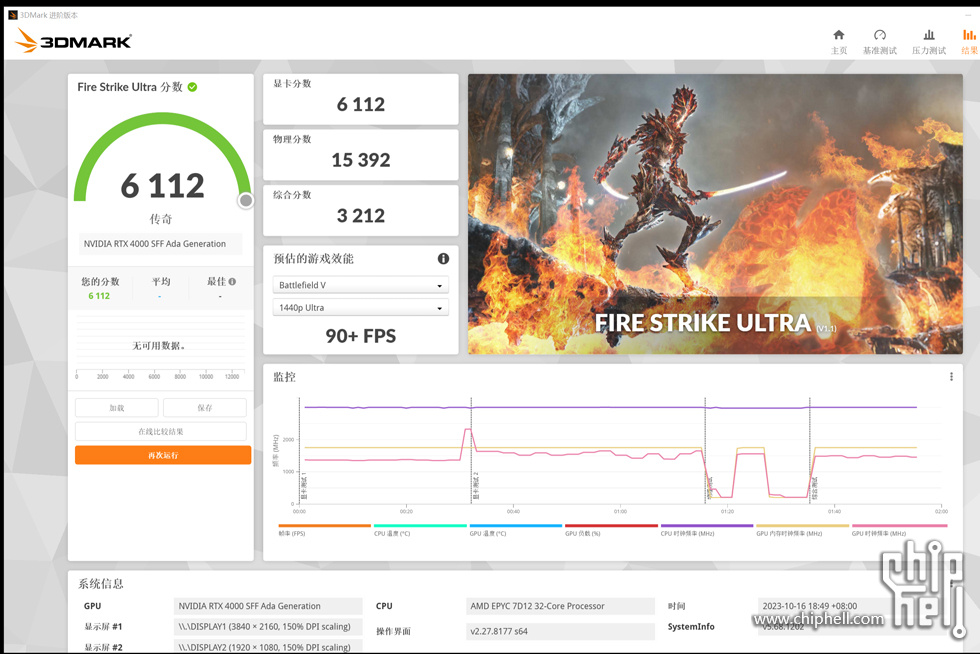 3DMark 进阶版本
3DMARK
主页
基准测试
压力测试
结果
Fire Strike Ultra 分数
6 112
传奇
NVIDIA RTX 4000 SFF Ada Generation
您的分数 平均 最佳
6 112 - -
无可用数据。
0 2000 4000 6000 8000 10000 12000
加载 保存
在线比较结果
再次运行
显卡分数
6 112
物理分数
15 392
综合分数
3 212
预估的游戏效能
Battlefield V
1440p Ultra
90+ FPS
FIRE STRIKE ULTRA (V1.1)
监控
频率 (MHz)
2000
1000
0
显卡测试 1
显卡测试 2
物理测试
综合测试
00:00 00:20 00:40 01:00 01:20 01:40 02:00
帧率 (FPS) CPU 温度 (°C) GPU 温度 (°C) GPU 负载 (%) CPU 时钟频率 (MHz) GPU 内存时钟频率 (MHz) GPU 时钟频率 (MHz)
系统信息
GPU NVIDIA RTX 4000 SFF Ada Generation
显示屏 #1 \\.\DISPLAY1 (3840 × 2160, 150% DPI scaling)
显示屏 #2 \\.\DISPLAY2 (1920 × 1080, 150% DPI scaling)
CPU AMD EPYC 7D12 32-Core Processor
操作界面 v2.27.8177 s64
时间 2023-10-16 18:49 +08:00
SystemInfo
www.chiphell.com
chip hell